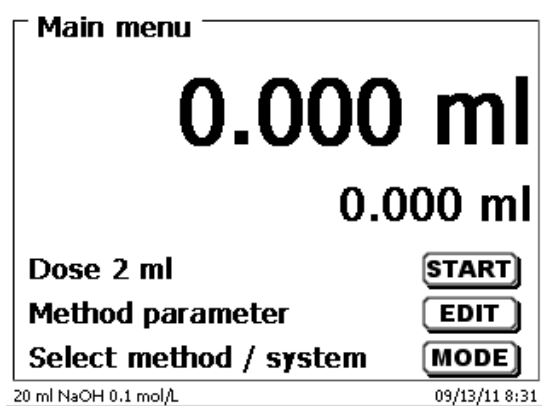 Main menu
0.000 ml
0.000 ml
Dose 2 ml START
Method parameter EDIT
Select method / system MODE
20 ml NaOH 0.1 mol/L 09/13/11 8:31